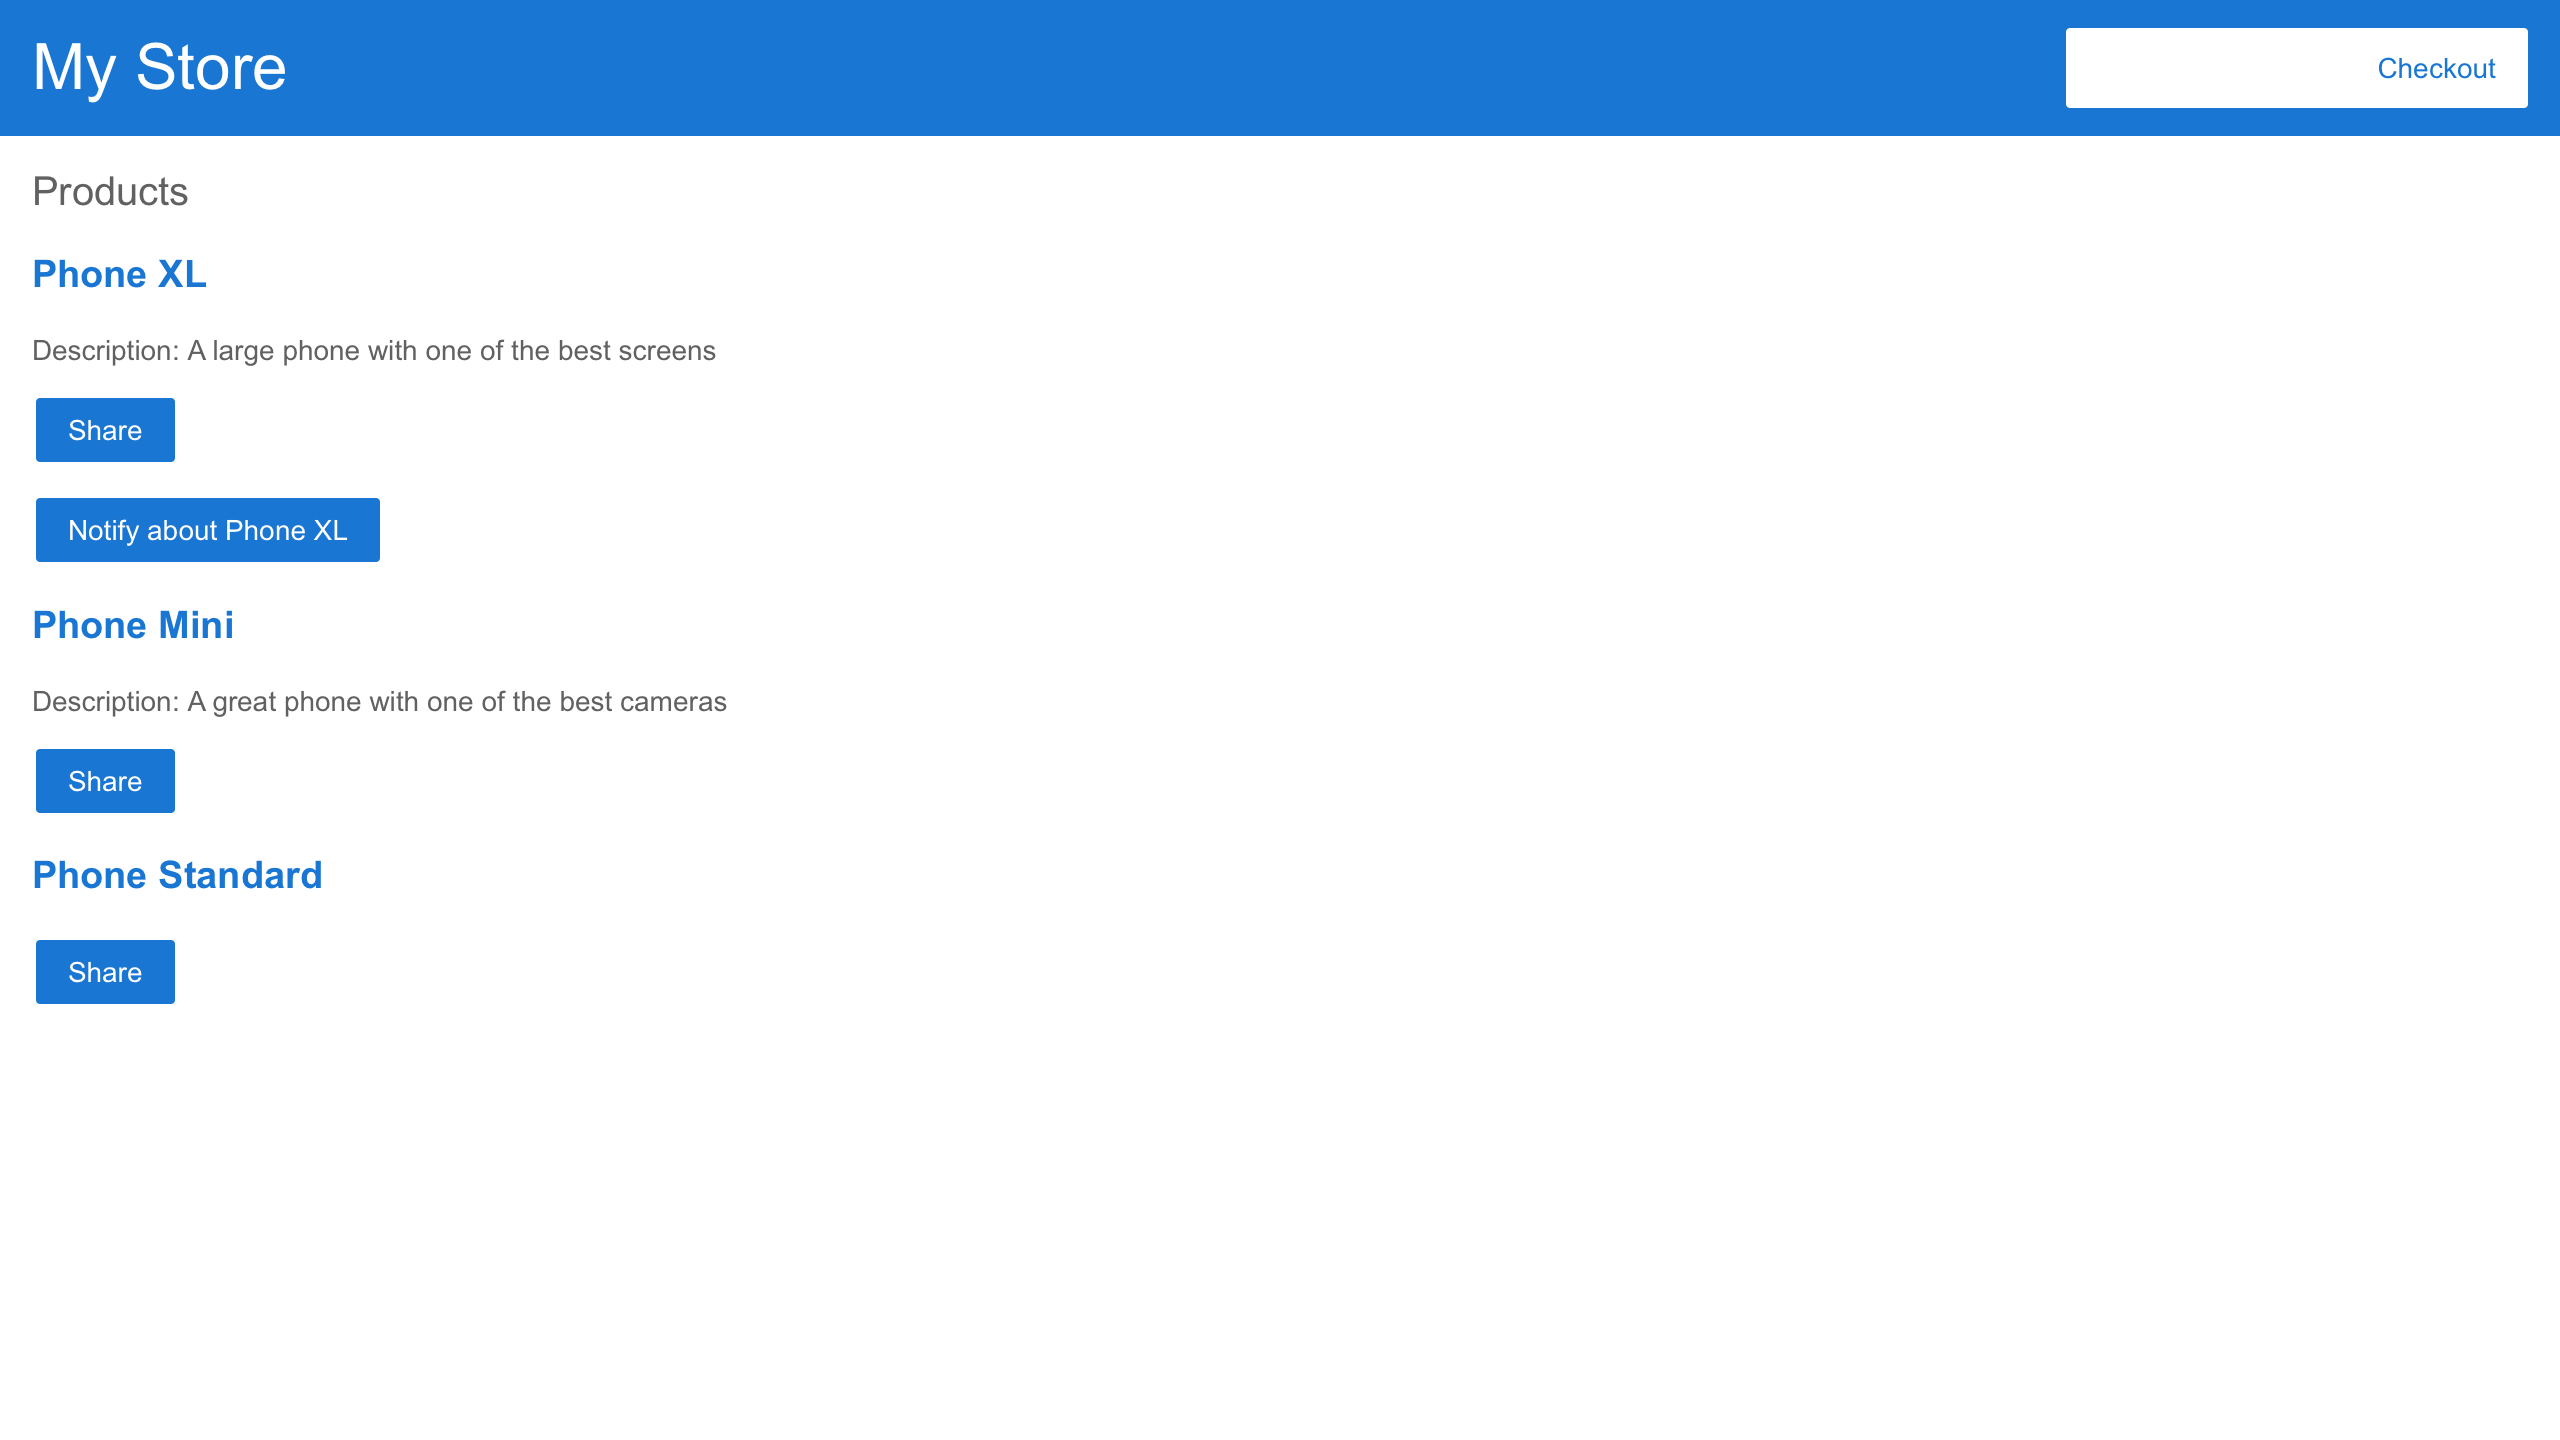 My Store
Checkout
Products
Phone XL
Description: A large phone with one of the best screens
Share
Notify about Phone XL
Phone Mini
Description: A great phone with one of the best cameras
Share
Phone Standard
Share